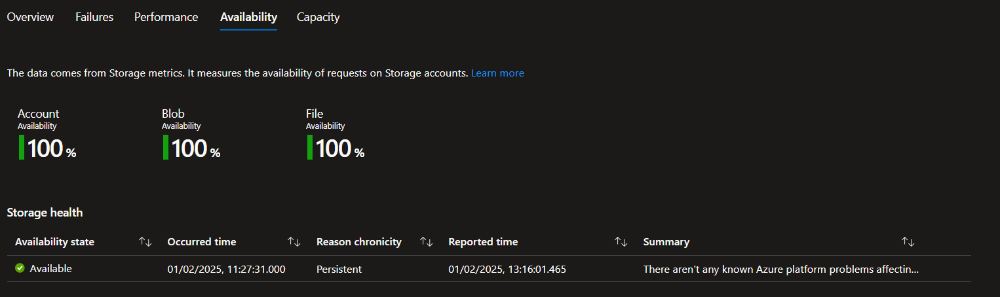 Overview Failures Performance Availability Capacity
The data comes from Storage metrics. It measures the availability of requests on Storage accounts. Learn more
Account Blob File
Availability Availability Availability
100 % 100 % 100 %
Storage health
Availability state Occurred time Reason chronicity Reported time Summary
Available 01/02/2025, 11:27:31.000 Persistent 01/02/2025, 13:16:01.465 There aren't any known Azure platform problems affectin...